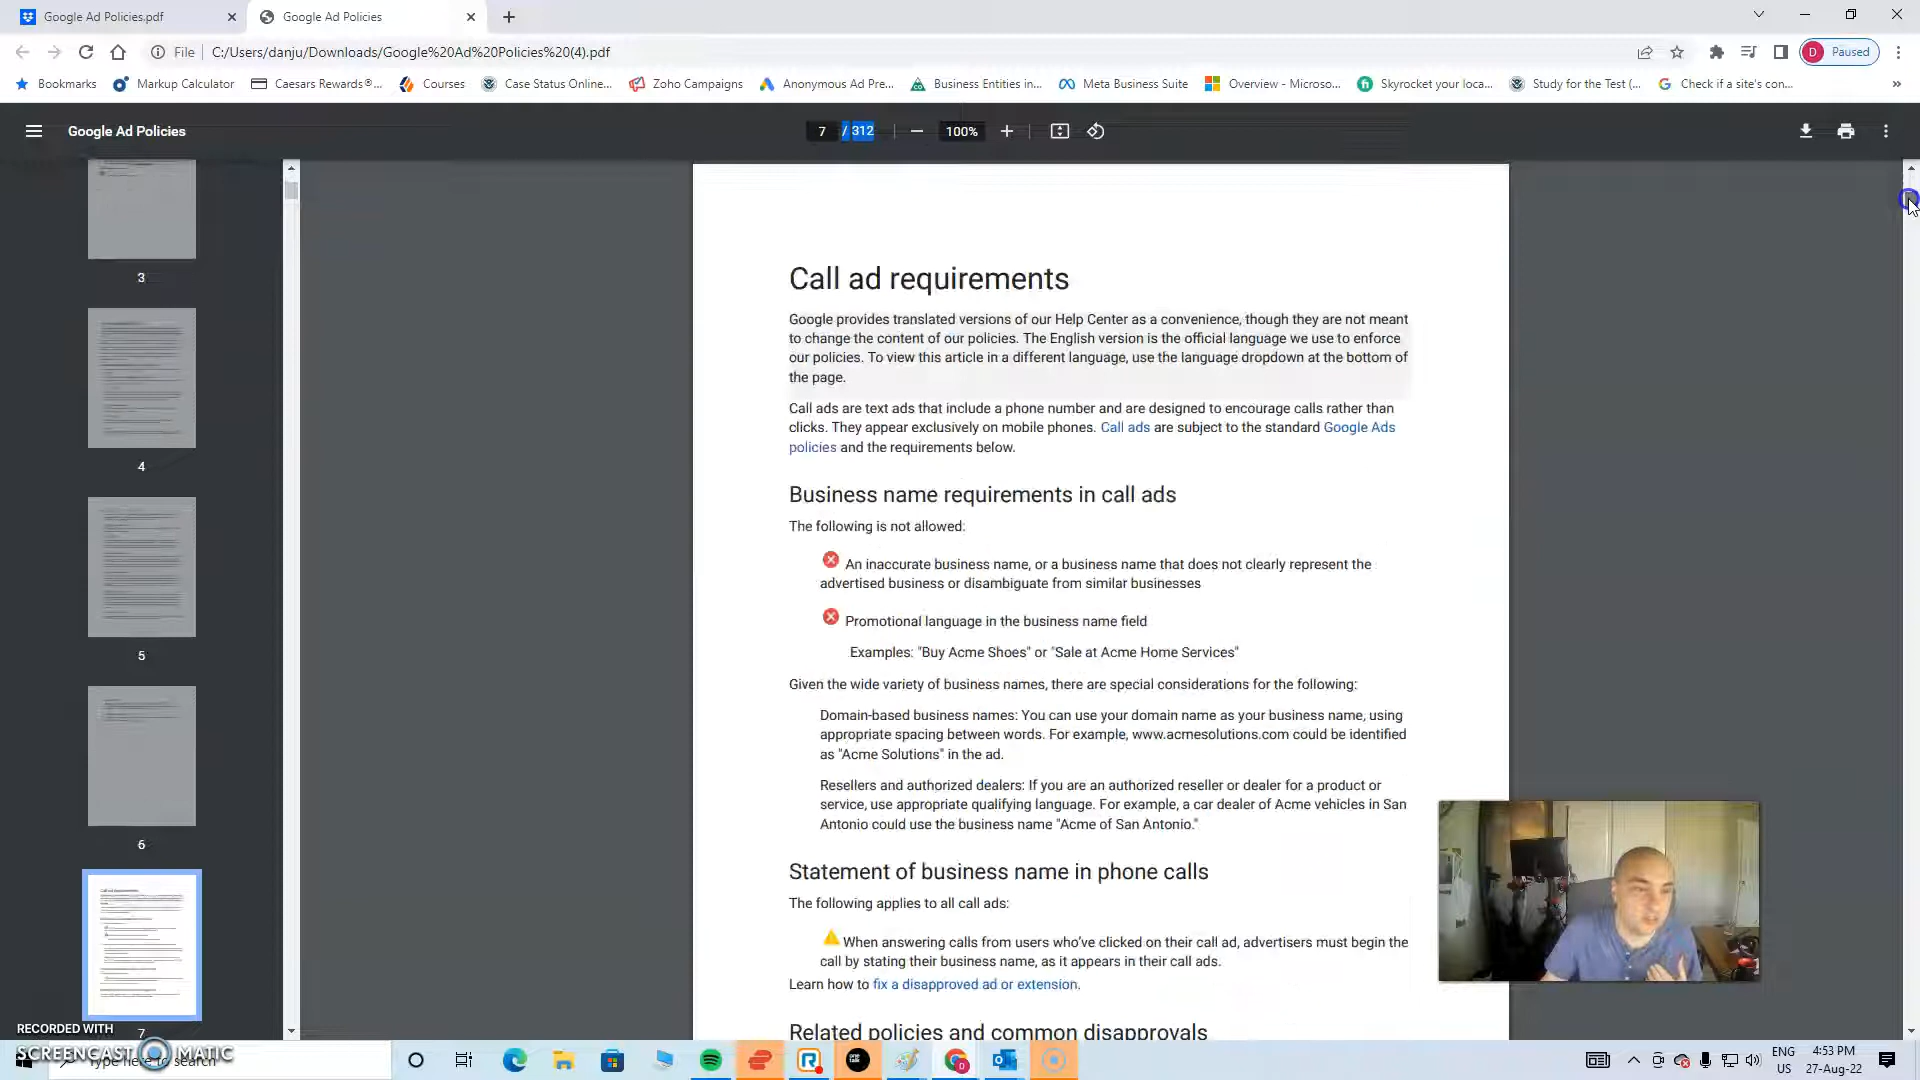 Google Ad Policies.pdf
Google Ad Policies
File
C:/Users/danju/Downloads/Google%20Ad%20Policies%20(4).pdf
D Paused
Bookmarks
Markup Calculator
Caesars Rewards®...
Courses
Case Status Online...
Zoho Campaigns
Anonymous Ad Pre...
Business Entities in...
Meta Business Suite
Overview - Microso...
Skyrocket your loca...
Study for the Test (...
Check if a site's con...
Google Ad Policies
7 / 312
100%
3
4
5
6
7
Call ad requirements
Google provides translated versions of our Help Center as a convenience, though they are not meant
to change the content of our policies. The English version is the official language we use to enforce
our policies. To view this article in a different language, use the language dropdown at the bottom of
the page.
Call ads are text ads that include a phone number and are designed to encourage calls rather than
clicks. They appear exclusively on mobile phones. Call ads are subject to the standard Google Ads
policies and the requirements below.
Business name requirements in call ads
The following is not allowed:
An inaccurate business name, or a business name that does not clearly represent the
advertised business or disambiguate from similar businesses
Promotional language in the business name field
Examples: "Buy Acme Shoes" or "Sale at Acme Home Services"
Given the wide variety of business names, there are special considerations for the following:
Domain-based business names: You can use your domain name as your business name, using
appropriate spacing between words. For example, www.acmesolutions.com could be identified
as "Acme Solutions" in the ad.
Resellers and authorized dealers: If you are an authorized reseller or dealer for a product or
service, use appropriate qualifying language. For example, a car dealer of Acme vehicles in San
Antonio could use the business name "Acme of San Antonio."
Statement of business name in phone calls
The following applies to all call ads:
When answering calls from users who've clicked on their call ad, advertisers must begin the
call by stating their business name, as it appears in their call ads.
Learn how to fix a disapproved ad or extension.
Related policies and common disapprovals
RECORDED WITH
SCREENCAST MATIC
Type here to search
ENG
US
4:53 PM
27-Aug-22